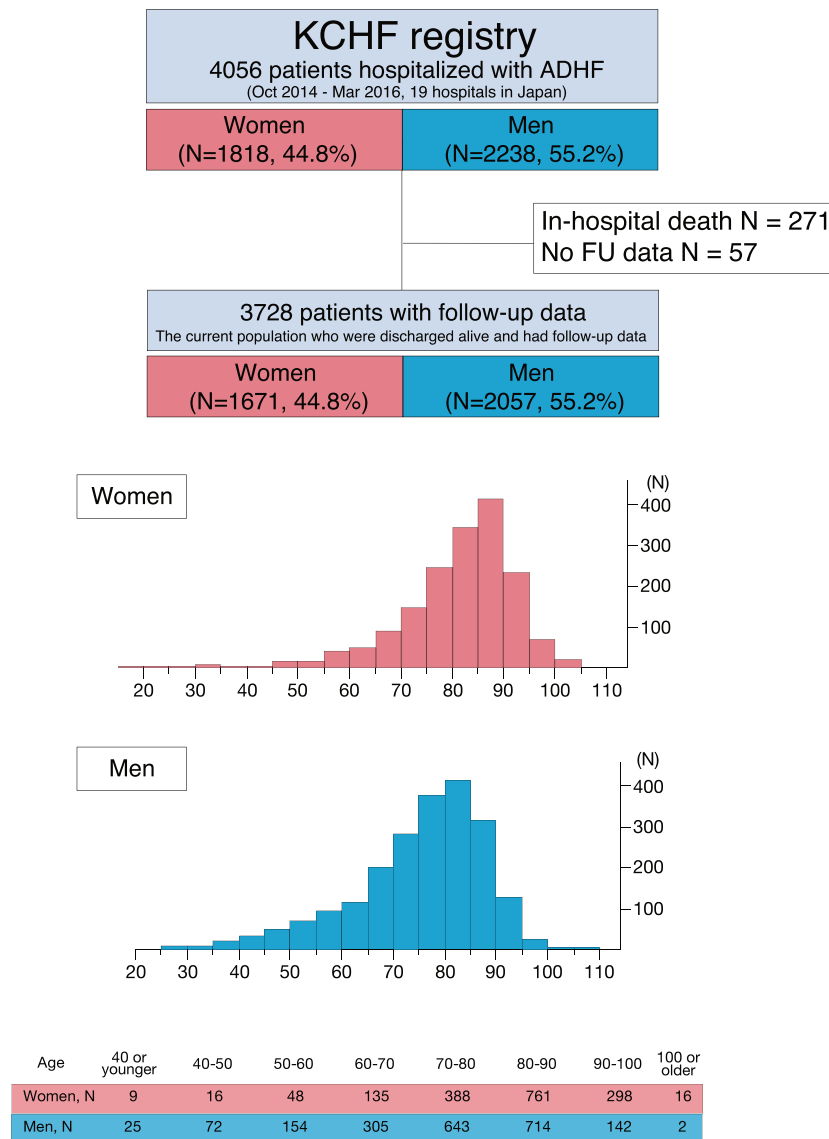 KCHF registry
4056 patients hospitalized with ADHF
(Oct 2014 - Mar 2016, 19 hospitals in Japan)
Women Men
(N=1818, 44.8%) (N=2238, 55.2%)
In-hospital death N = 271
No FU data N = 57
3728 patients with follow-up data
The current population who were discharged alive and had follow-up data
Women Men
(N=1671, 44.8%) (N=2057, 55.2%)
Women
(N)
400
300
200
100
20 30 40 50 60 70 80 90 100 110
Men
(N)
400
300
200
100
20 30 40 50 60 70 80 90 100 110
Age 40 or younger 40-50 50-60 60-70 70-80 80-90 90-100 100 or older
Women, N 9 16 48 135 388 761 298 16
Men, N 25 72 154 305 643 714 142 2